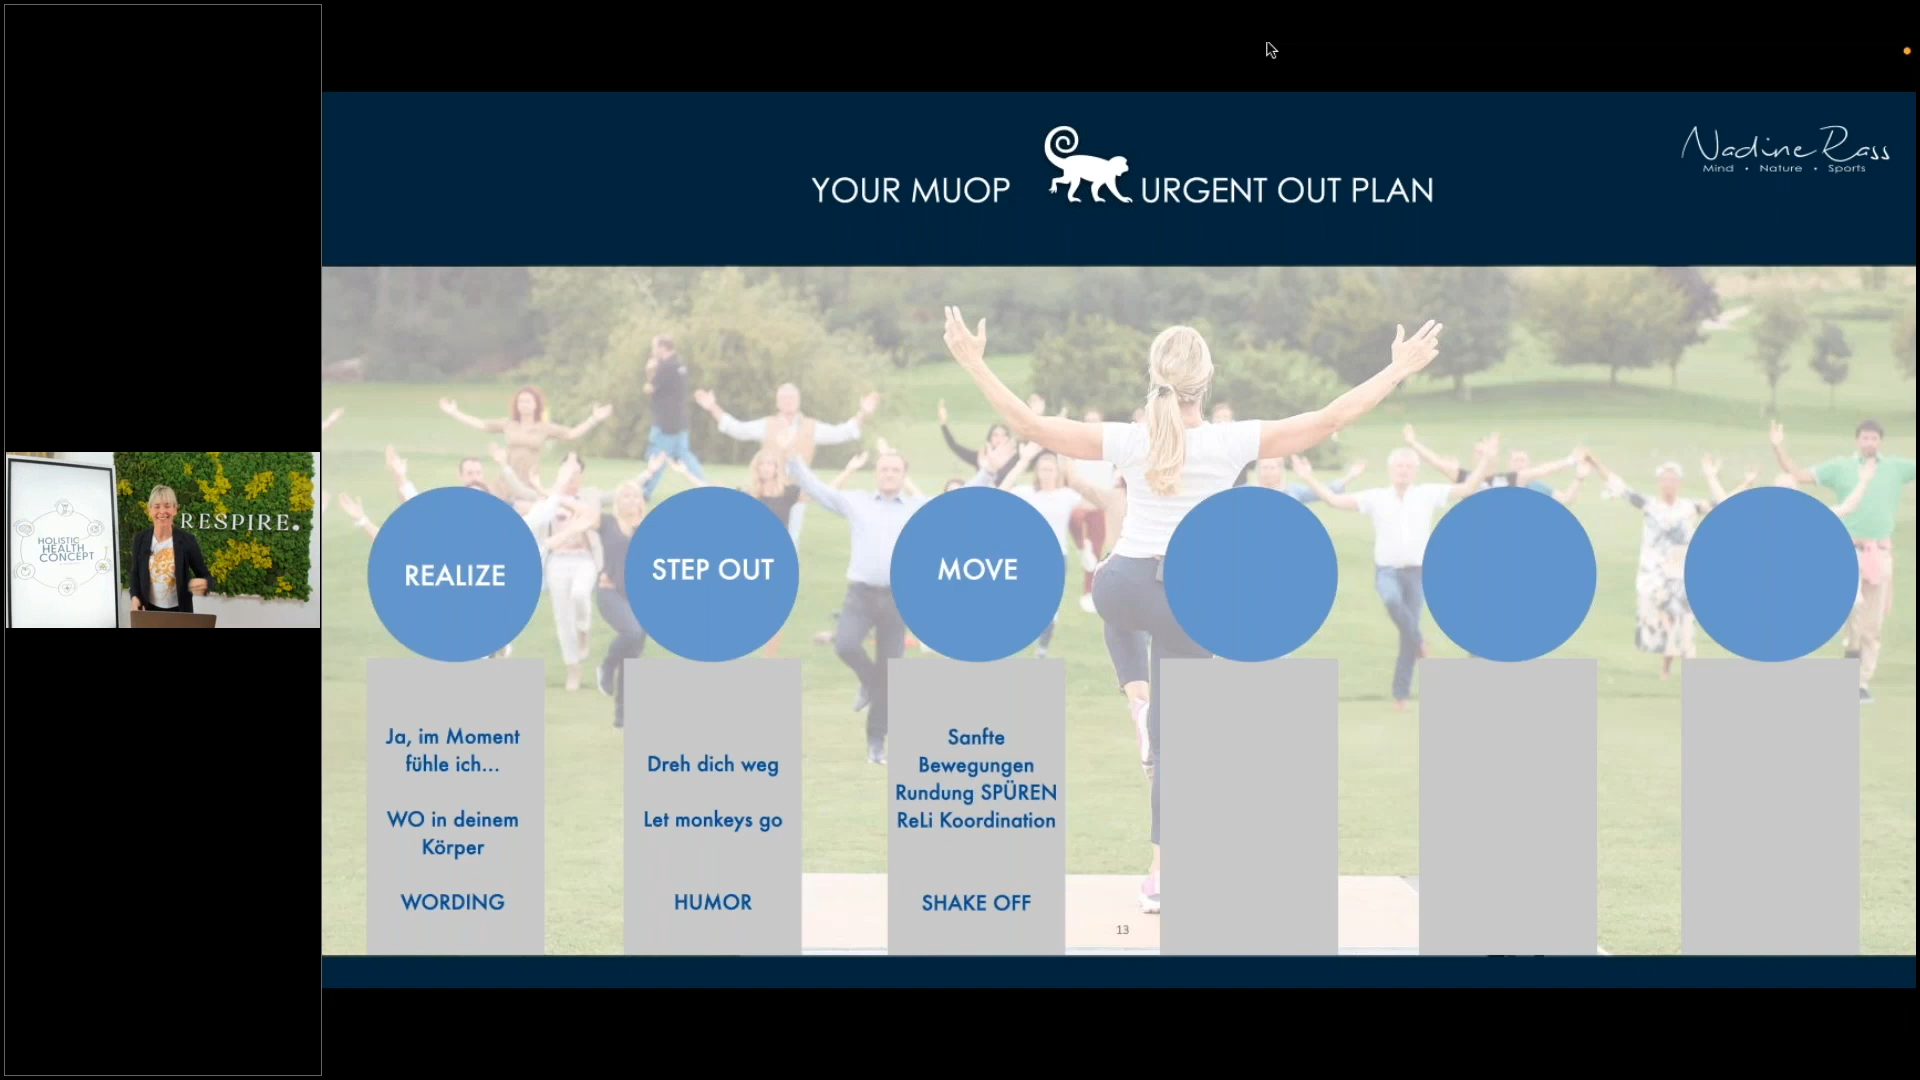 YOUR MUOP URGENT OUT PLAN
Nadine Rass
Mind • Nature • Sports
HOLISTIC
HEALTH
CONCEPT
RESPIRE.
REALIZE
Ja, im Moment
fühle ich...
WO in deinem
Körper
WORDING
STEP OUT
Dreh dich weg
Let monkeys go
HUMOR
MOVE
Sanfte
Bewegungen
Rundung SPÜREN
ReLi Koordination
SHAKE OFF
13